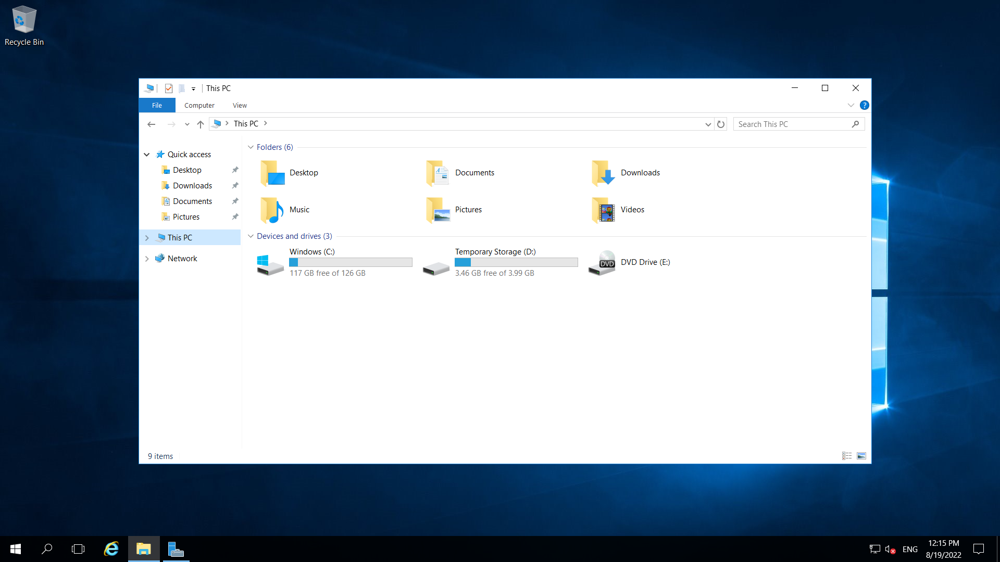 Recycle Bin
This PC
File
Computer
View
?
This PC
Search This PC
Quick access
Desktop
Downloads
Documents
Pictures
This PC
Network
Folders (6)
Desktop
Documents
Downloads
Music
Pictures
Videos
Devices and drives (3)
Windows (C:)
117 GB free of 126 GB
Temporary Storage (D:)
3.46 GB free of 3.99 GB
DVD
DVD Drive (E:)
9 items
ENG
12:15 PM
8/19/2022